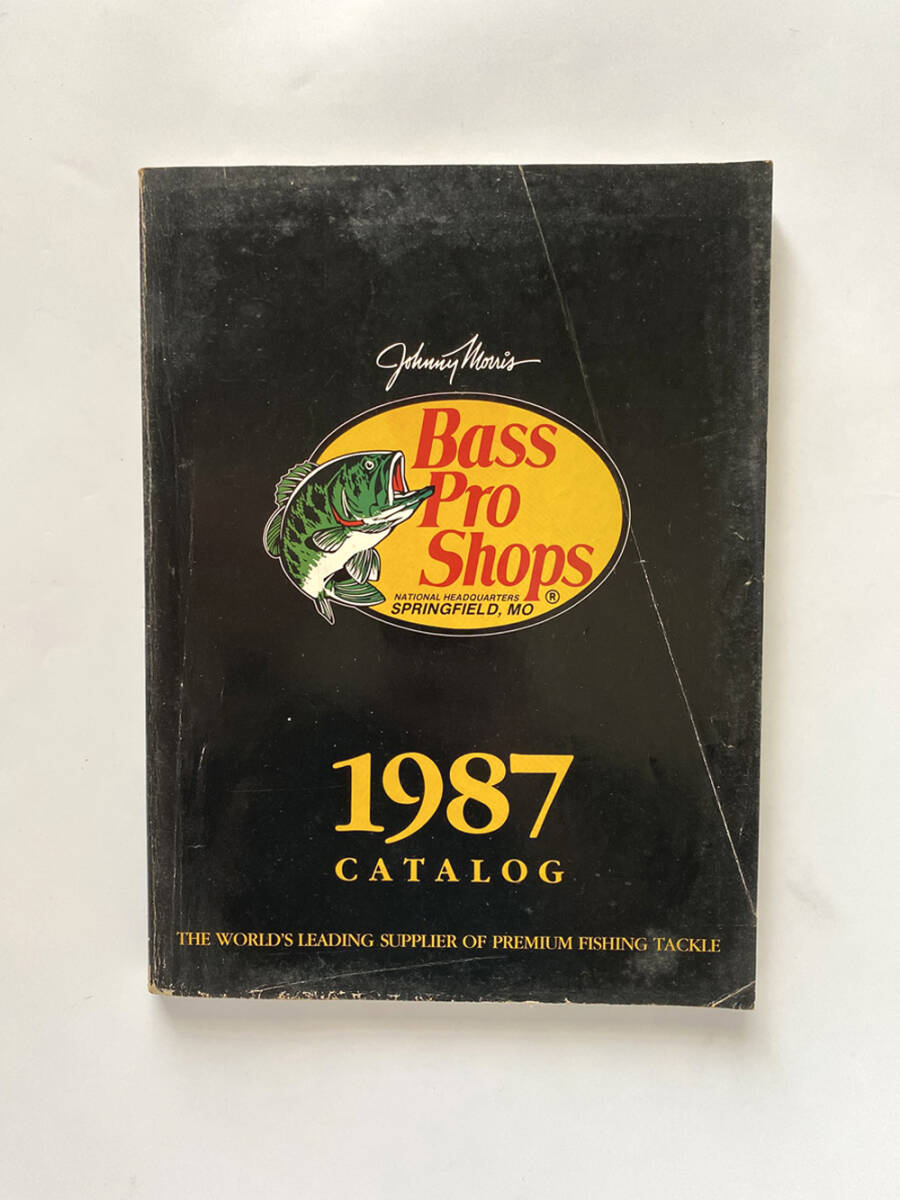 Johnny Morris
Bass
Pro
Shops
®
NATIONAL HEADQUARTERS
SPRINGFIELD, MO
1987
CATALOG
THE WORLD'S LEADING SUPPLIER OF PREMIUM FISHING TACKLE